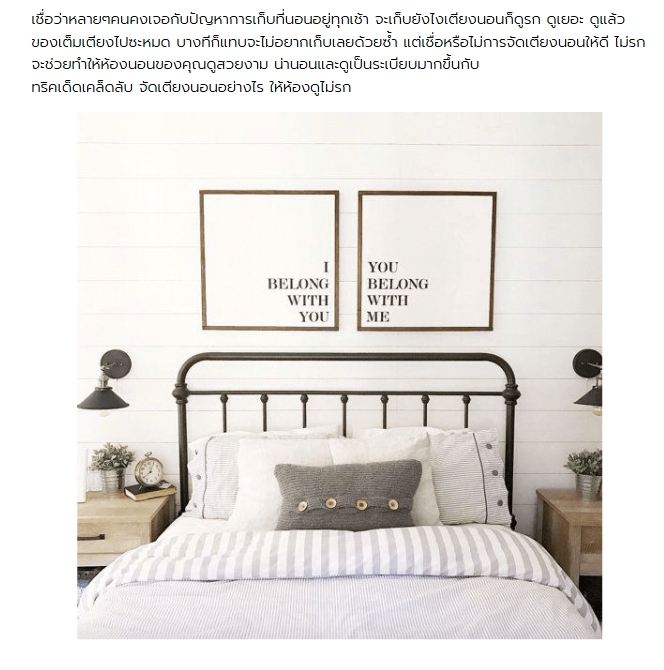 เชื่อว่าหลายๆคนคงเจอกับปัญหาการเก็บที่นอนอยู่ทุกเช้า จะเก็บยังไงเตียงนอนก็ดูรก ดูเยอะ ดูแล้ว
ของเต็มเตียงไปซะหมด บางทีก็แทบจะไม่อยากเก็บเลยด้วยซ้ำ แต่เชื่อหรือไม่การจัดเตียงนอนให้ดี ไม่รก
จะช่วยทำให้ห้องนอนของคุณดูสวยงาม น่านอนและดูเป็นระเบียบมากขึ้นกับ
ทริคเด็ดเคล็ดลับ จัดเตียงนอนอย่างไร ให้ห้องดูไม่รก
I
BELONG
WITH
YOU
YOU
BELONG
WITH
ME